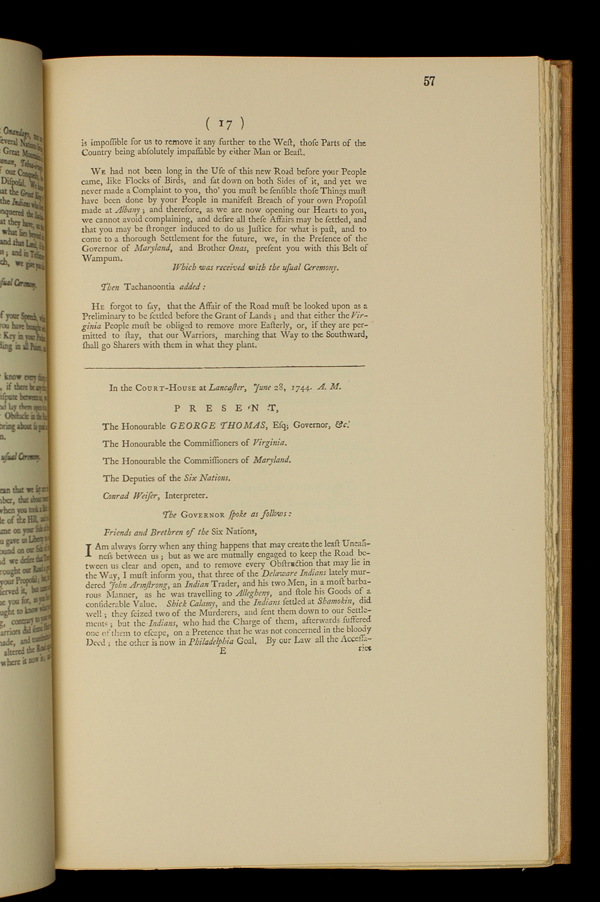 57
( 17 )
is impoſſible for us to remove it any further to the Weſt, thoſe Parts of the
Country being abſolutely impaſſable by either Man or Beaſt.
WE had not been long in the Uſe of this new Road before your People
came, like Flocks of Birds, and ſat down on both Sides of it, and yet we
never made a Complaint to you, tho' you muſt be ſenſible thoſe Things muſt
have been done by your People in manifeſt Breach of your own Propoſal
made at Albany; and therefore, as we are now opening our Hearts to you,
we cannot avoid complaining, and deſire all theſe Affairs may be ſettled, and
that you may be ſtronger induced to do us Juſtice for what is paſt, and to
come to a thorough Settlement for the future, we, in the Preſence of the
Governor of Maryland, and Brother Onas, preſent you with this Belt of
Wampum.
Which was received with the uſual Ceremony.
Then Tachanoontia added:
HE forgot to ſay, that the Affair of the Road muſt be looked upon as a
Preliminary to be ſettled before the Grant of Lands; and that either the Vir-
ginia People muſt be obliged to remove more Eaſterly, or, if they are per-
mitted to ſtay, that our Warriors, marching that Way to the Southward,
ſhall go Sharers with them in what they plant.
In the COURT-HOUSE at Lancaſter, June 28, 1744. A. M.
PRESENT,
The Honourable GEORGE THOMAS, Eſq; Governor, &c.
The Honourable the Commiſſioners of Virginia.
The Honourable the Commiſſioners of Maryland.
The Deputies of the Six Nations.
Conrad Weiſer, Interpreter.
The GOVERNOR ſpoke as follows:
Friends and Brethren of the Six Nations,
I Am always ſorry when any thing happens that may create the leaſt Uneaſi-
neſs between us; but as we are mutually engaged to keep the Road be-
tween us clear and open, and to remove every Obſtruction that may lie in
the Way, I muſt inform you, that three of the Delaware Indians lately mur-
dered John Armſtrong, an Indian Trader, and his two Men, in a moſt barba-
rous Manner, as he was travelling to Allegheny, and ſtole his Goods of a
conſiderable Value. Shick Calamy, and the Indians ſettled at Shamokin, did
well; they ſeized two of the Murderers, and ſent them down to our Settle-
ments; but the Indians, who had the Charge of them, afterwards ſuffered
one of them to eſcape, on a Pretence that he was not concerned in the bloody
Deed; the other is now in Philadelphia Goal. By our Law all the Acceſſa-
E
ries